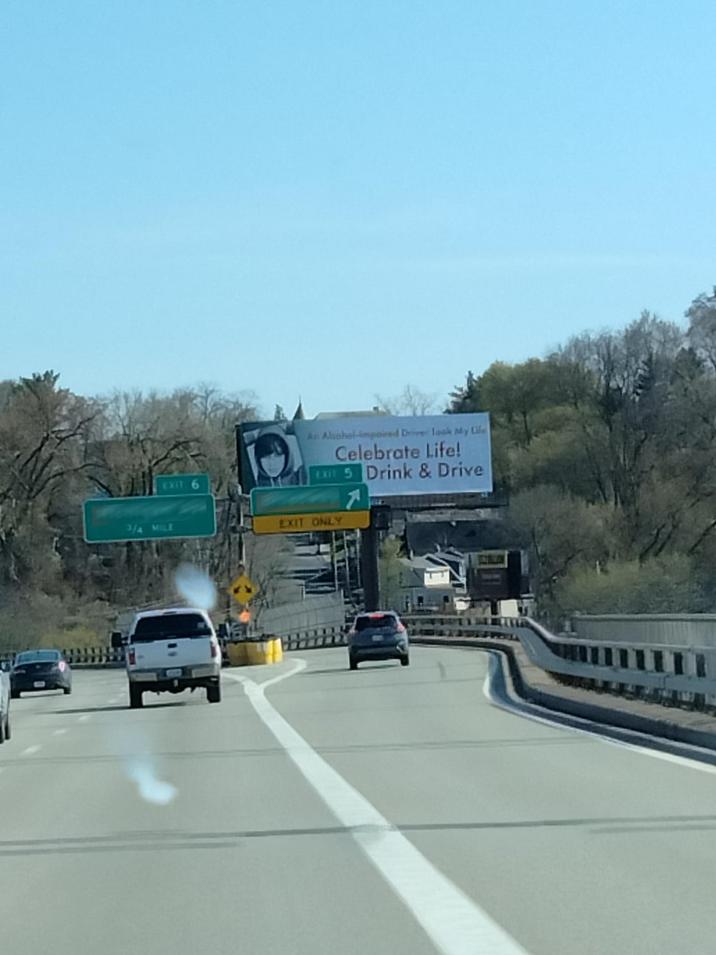 An Alcohol-Impaired Driver Took My Life
Celebrate Life!
Drink & Drive
EXIT 5
EXIT 6
EXIT ONLY
3/4 MILE